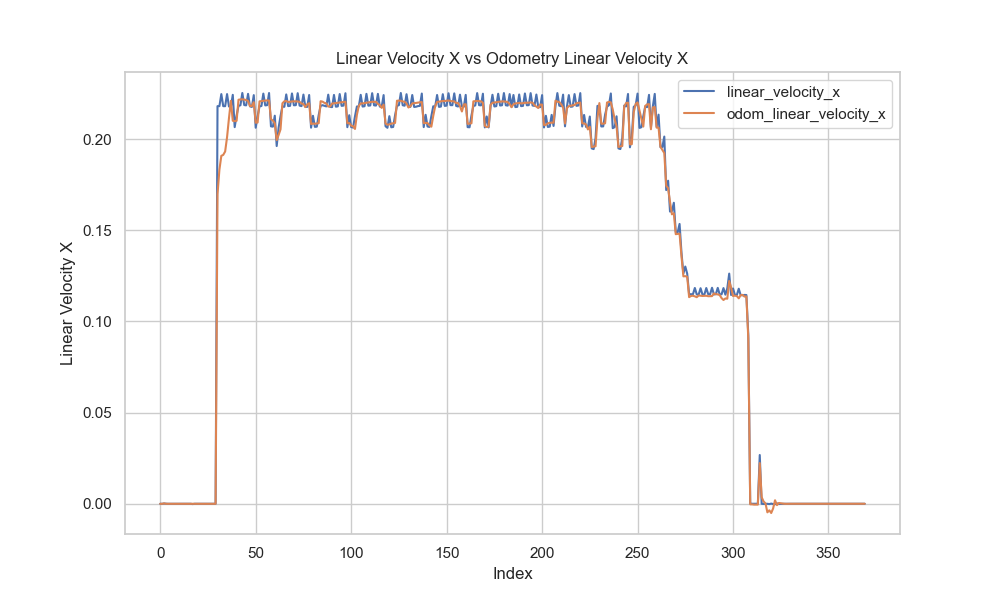 Linear Velocity X vs Odometry Linear Velocity X
linear_velocity_x
odom_linear_velocity_x
0.20
0.15
0.10
0.05
0.00
Linear Velocity X
0 50 100 150 200 250 300 350
Index